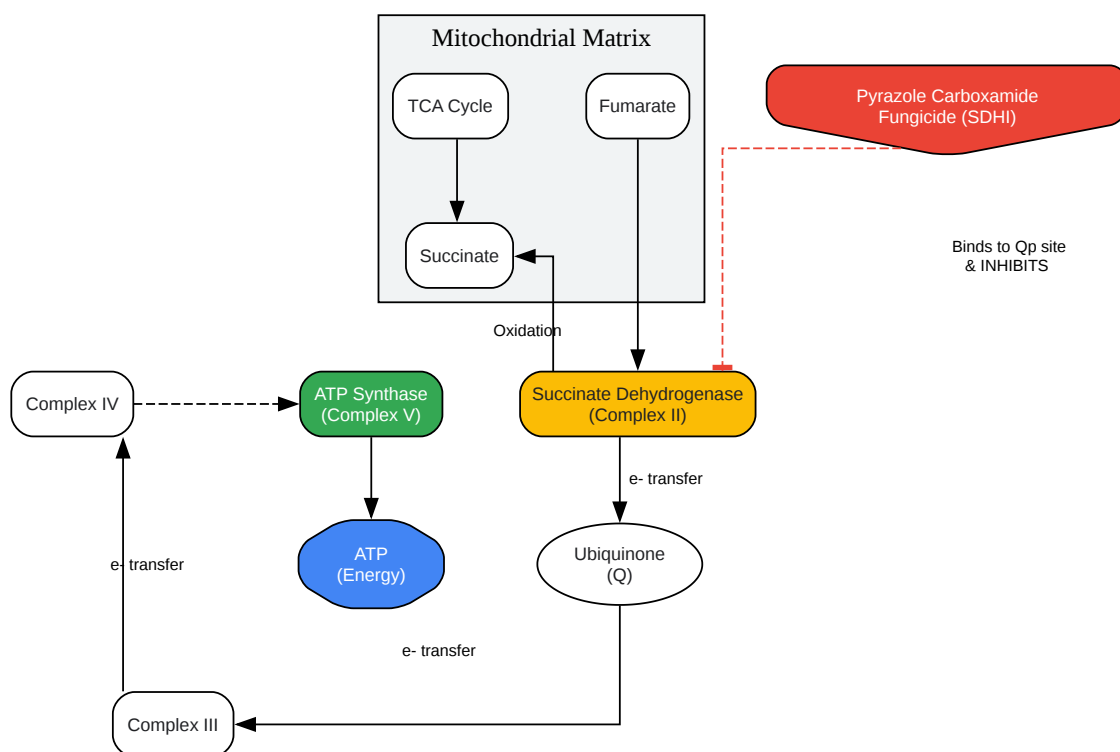 Mitochondrial Matrix
TCA Cycle
Fumarate
Pyrazole Carboxamide
Fungicide (SDHI)
Succinate
Binds to Qp site
& INHIBITS
Oxidation
Complex IV
ATP Synthase
(Complex V)
Succinate Dehydrogenase
(Complex II)
e- transfer
ATP
(Energy)
Ubiquinone
(Q)
e- transfer
e- transfer
Complex III